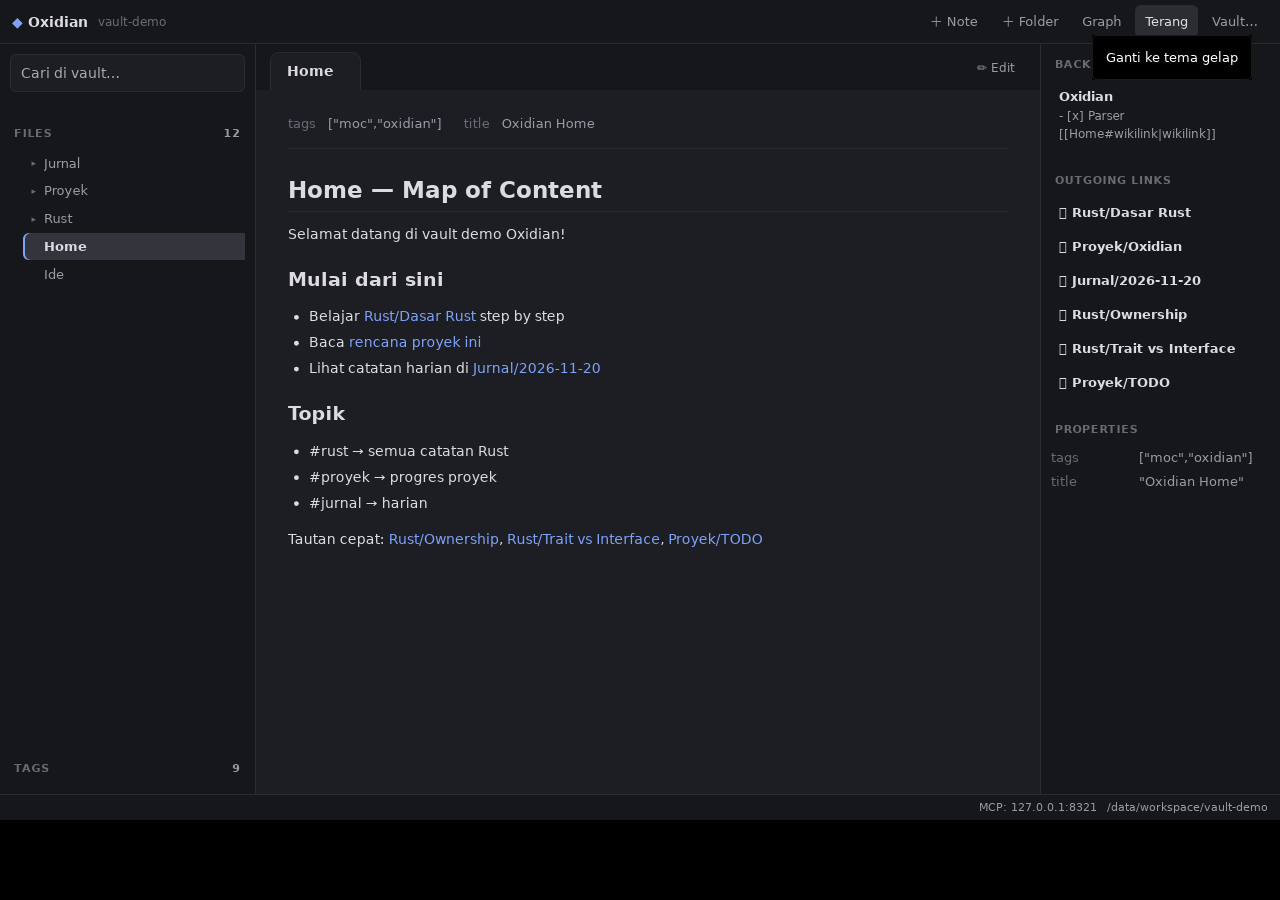 ◆ Oxidian vault-demo
+ Note + Folder Graph Terang Vault…
Ganti ke tema gelap
Cari di vault…
FILES 12
▸ Jurnal
▸ Proyek
▸ Rust
Home
Ide
TAGS 9
Home
✏ Edit
tags ["moc","oxidian"] title Oxidian Home
Home — Map of Content
Selamat datang di vault demo Oxidian!
Mulai dari sini
• Belajar Rust/Dasar Rust step by step
• Baca rencana proyek ini
• Lihat catatan harian di Jurnal/2026-11-20
Topik
• #rust → semua catatan Rust
• #proyek → progres proyek
• #jurnal → harian
Tautan cepat: Rust/Ownership, Rust/Trait vs Interface, Proyek/TODO
BACK
Oxidian
- [x] Parser
[[Home#wikilink|wikilink]]
OUTGOING LINKS
Rust/Dasar Rust
Proyek/Oxidian
Jurnal/2026-11-20
Rust/Ownership
Rust/Trait vs Interface
Proyek/TODO
PROPERTIES
tags ["moc","oxidian"]
title "Oxidian Home"
MCP: 127.0.0.1:8321 /data/workspace/vault-demo